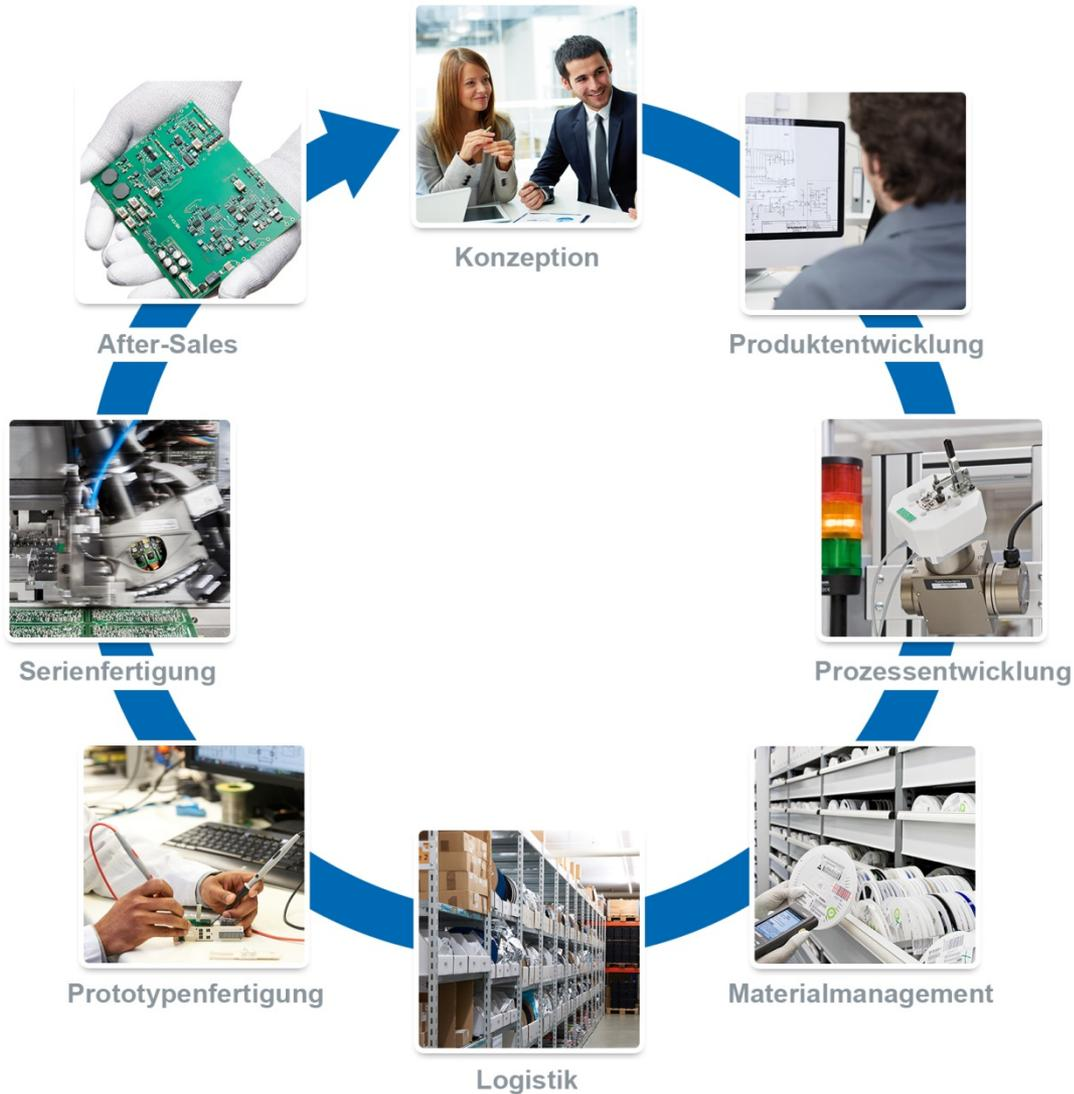 Konzeption
Produktentwicklung
Prozessentwicklung
Materialmanagement
Logistik
Prototypenfertigung
Serienfertigung
After-Sales